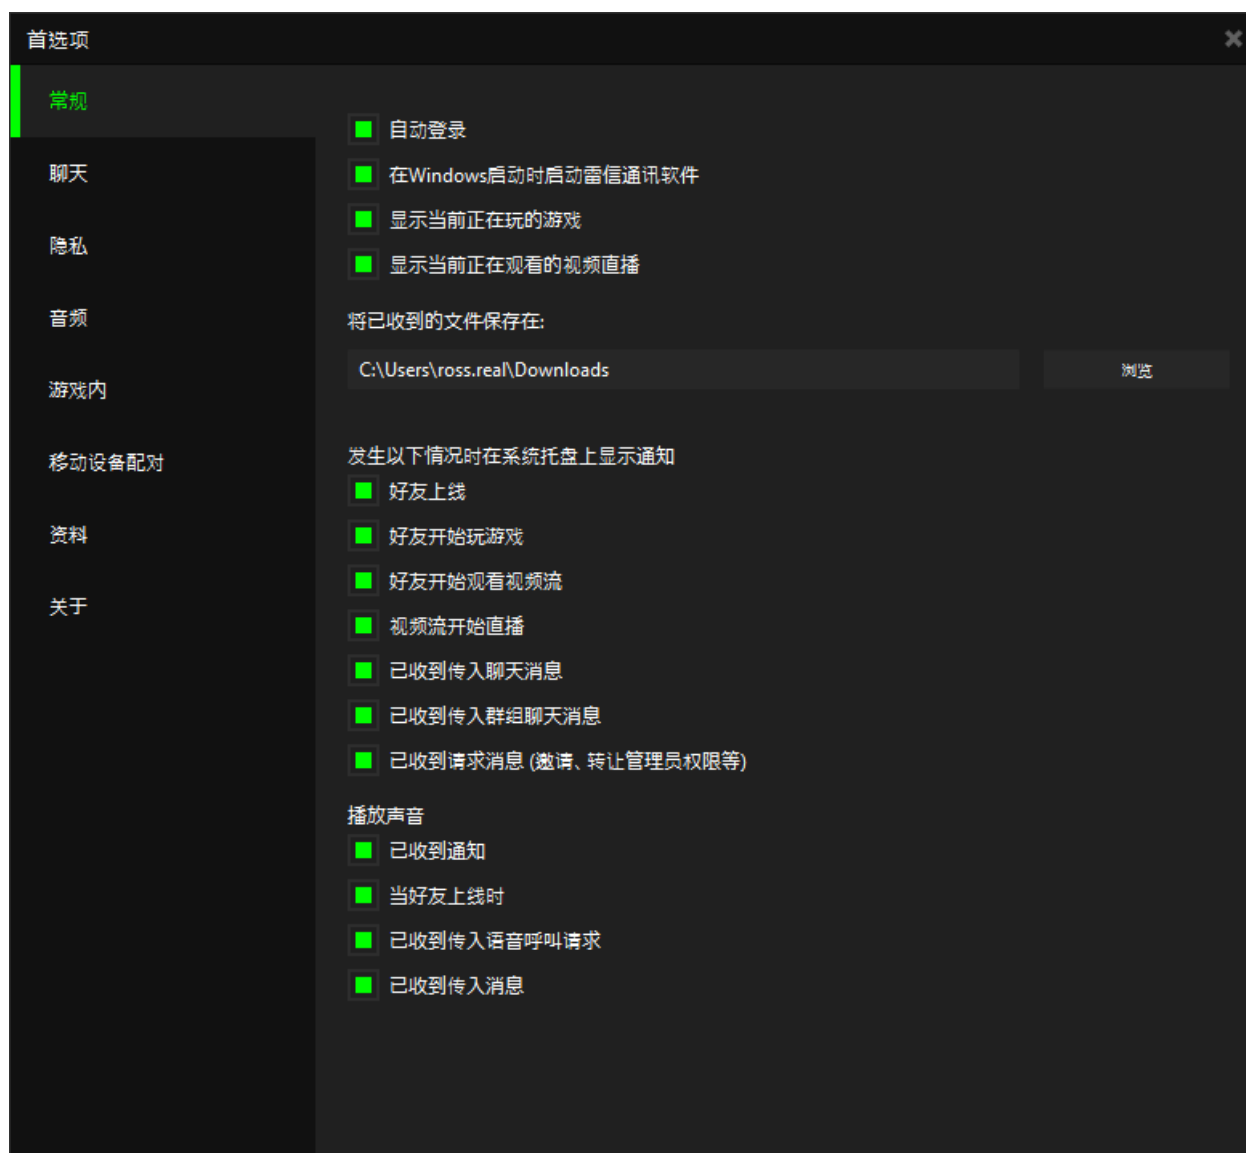 首选项
常规
聊天
隐私
音频
游戏内
移动设备配对
资料
关于
自动登录
在Windows启动时启动雷信通讯软件
显示当前正在玩的游戏
显示当前正在观看的视频直播
将已收到的文件保存在:
C:\Users\ross.real\Downloads
浏览
发生以下情况时在系统托盘上显示通知
好友上线
好友开始玩游戏
好友开始观看视频流
视频流开始直播
已收到传入聊天消息
已收到传入群组聊天消息
已收到请求消息 (邀请、转让管理员权限等)
播放声音
已收到通知
当好友上线时
已收到传入语音呼叫请求
已收到传入消息